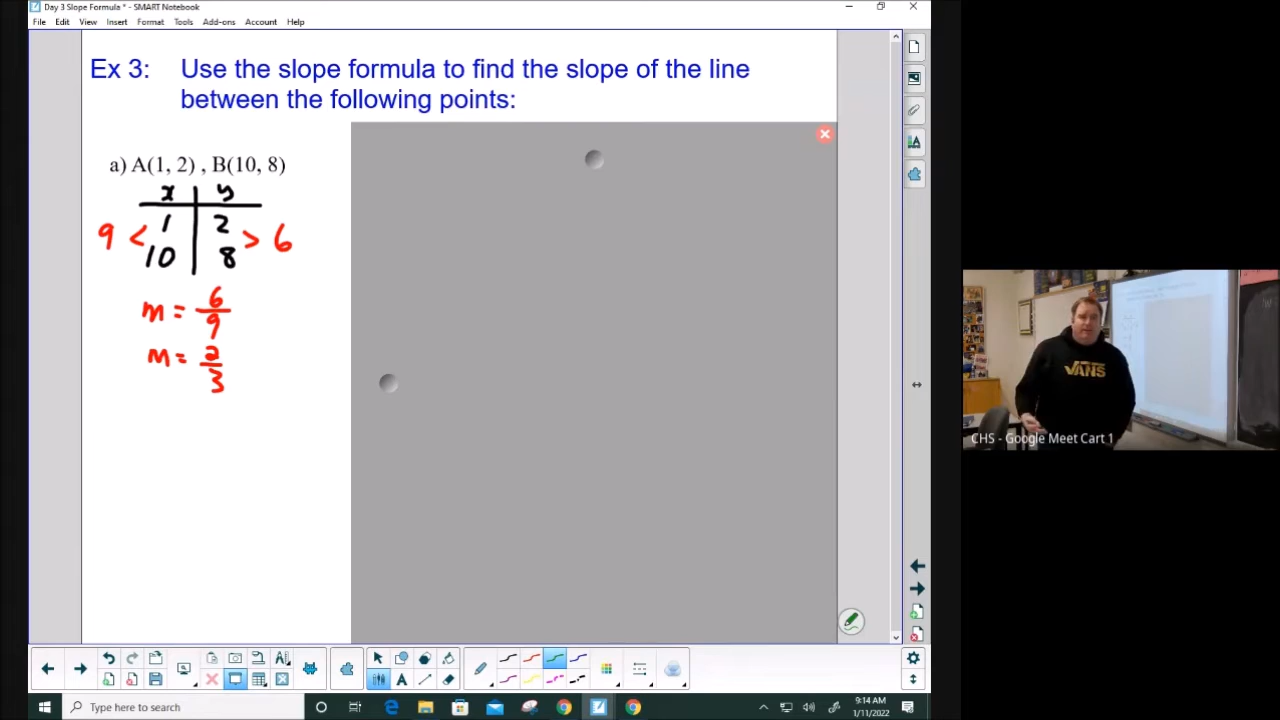 Day 3 Slope Formula * - SMART Notebook
File Edit View Insert Format Tools Addons Account Help
Ex 3: Use the slope formula to find the slope of the line
between the following points:
a) A(1, 2) , B(10, 8)
x y
9 < 1 2 > 6
10 8
m = 6/9
m = 2/3
VANS
CHS - Google Meet Cart 1
Type here to search
9:14 AM
1/11/2022